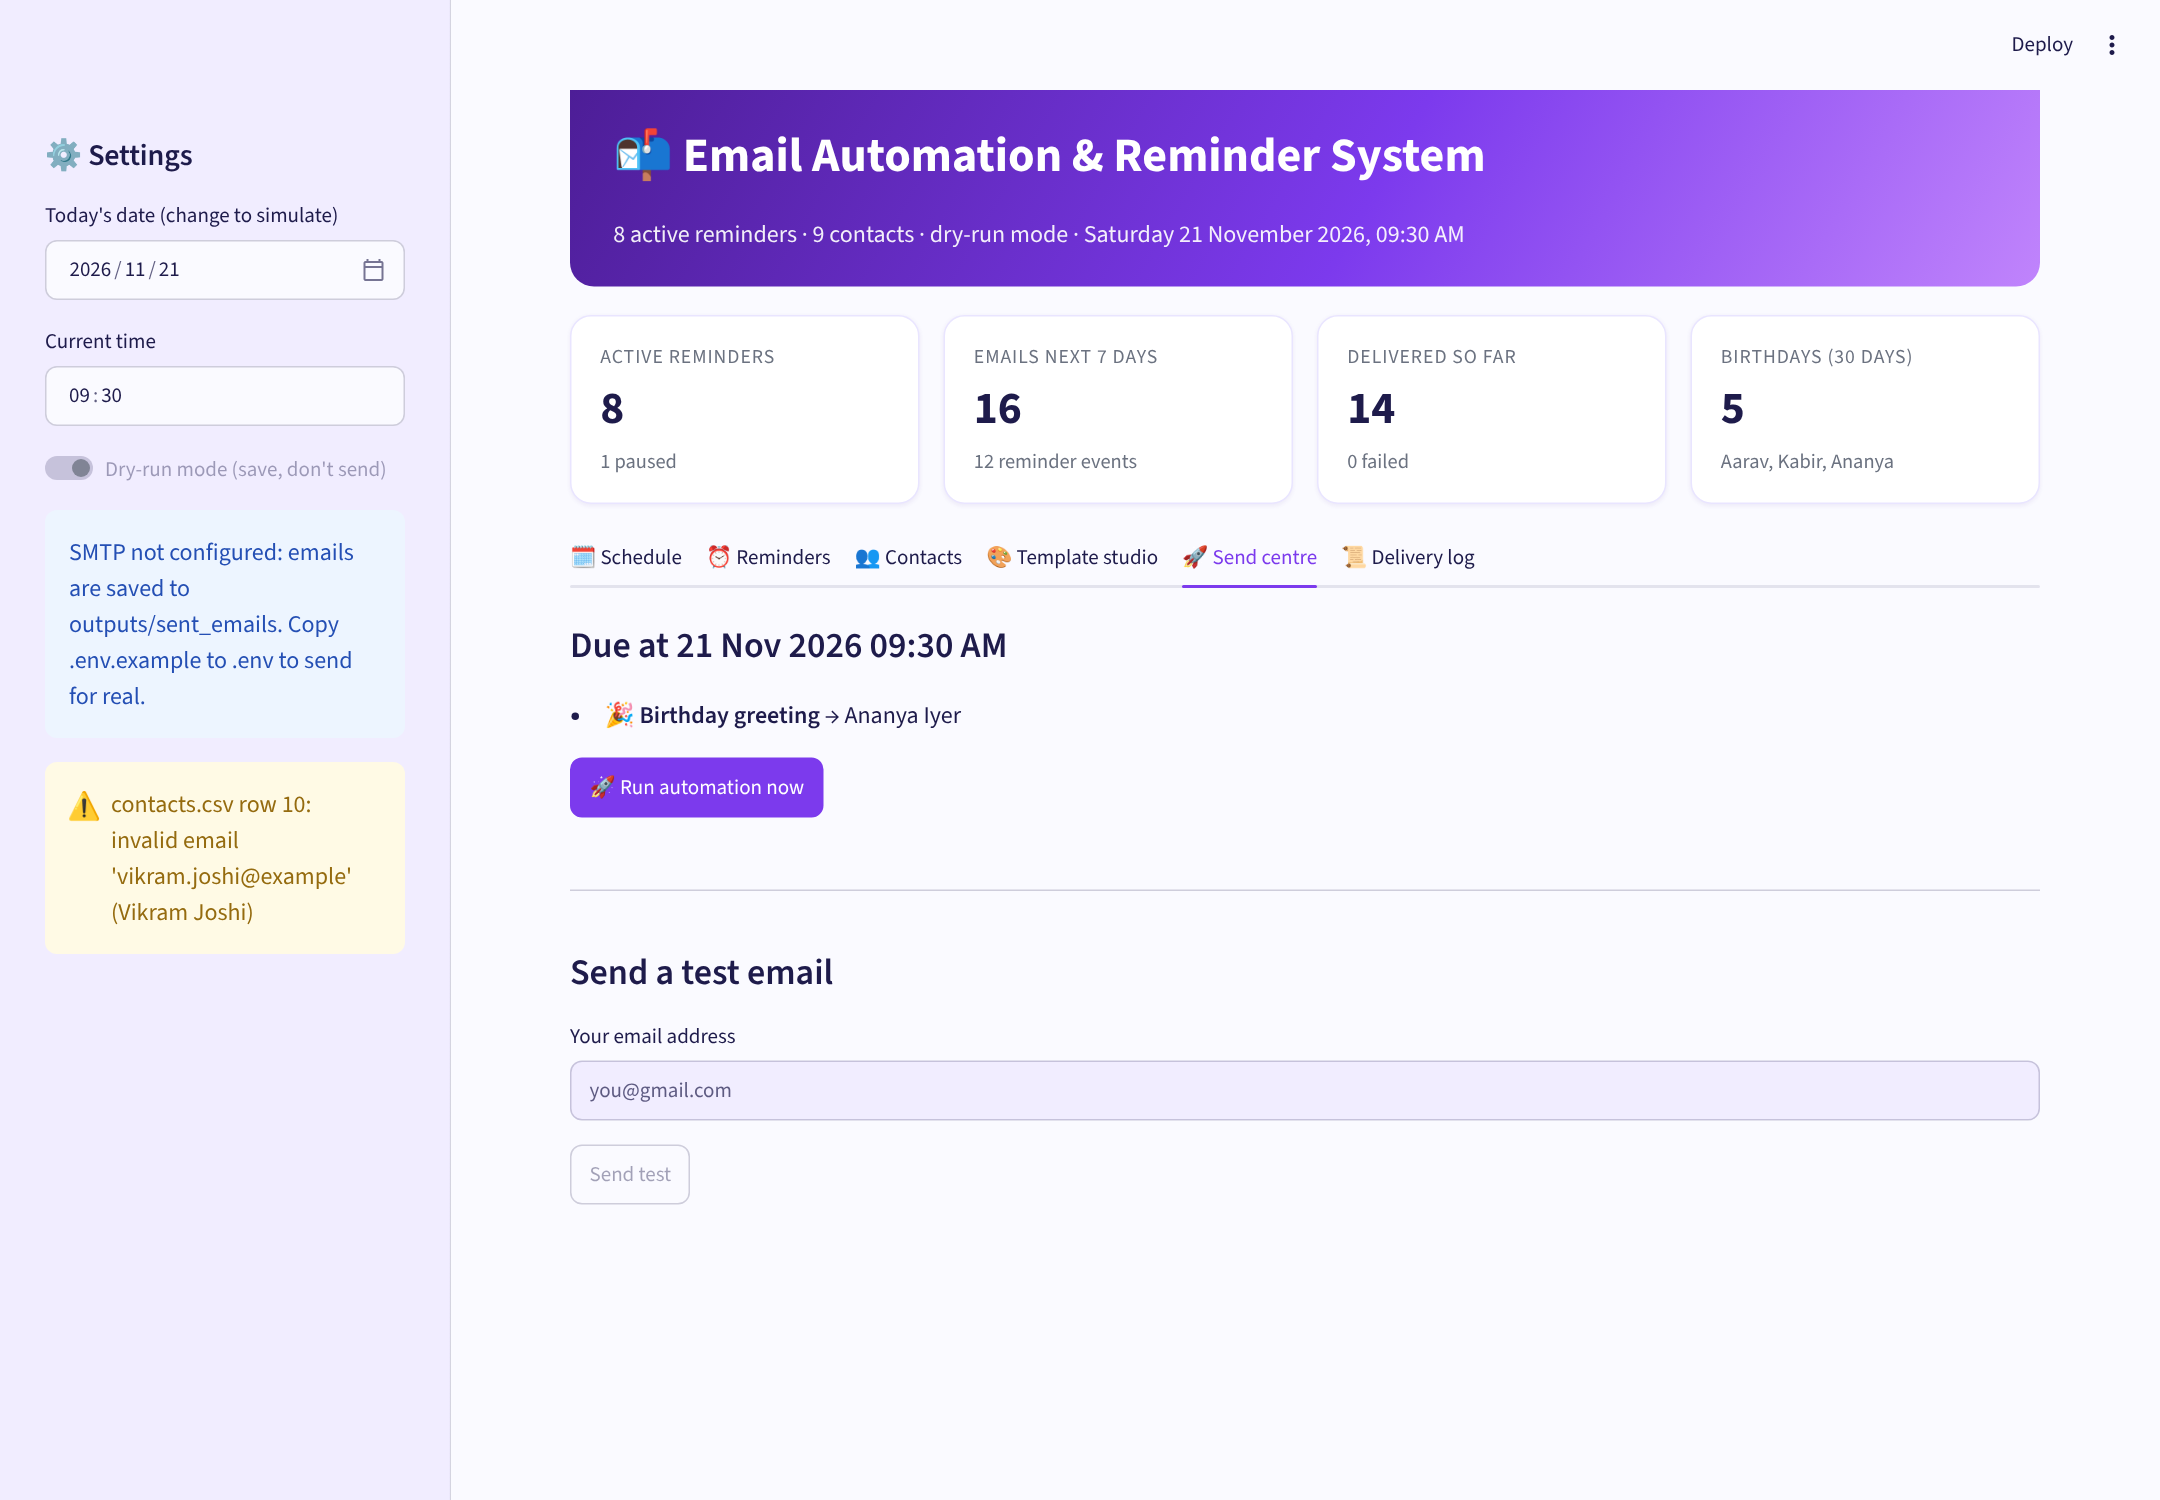 Deploy
⚙️ Settings
Today's date (change to simulate)
2026/11/21
Current time
09:30
Dry-run mode (save, don't send)
SMTP not configured: emails
are saved to
outputs/sent_emails. Copy
.env.example to .env to send
for real.
⚠️ contacts.csv row 10:
invalid email
'vikram.joshi@example'
(Vikram Joshi)
📬 Email Automation & Reminder System
8 active reminders · 9 contacts · dry-run mode · Saturday 21 November 2026, 09:30 AM
ACTIVE REMINDERS
8
1 paused
EMAILS NEXT 7 DAYS
16
12 reminder events
DELIVERED SO FAR
14
0 failed
BIRTHDAYS (30 DAYS)
5
Aarav, Kabir, Ananya
🗓️ Schedule ⏰ Reminders 👥 Contacts 🎨 Template studio 🚀 Send centre 📜 Delivery log
Due at 21 Nov 2026 09:30 AM
• 🎉 Birthday greeting → Ananya Iyer
🚀 Run automation now
Send a test email
Your email address
you@gmail.com
Send test